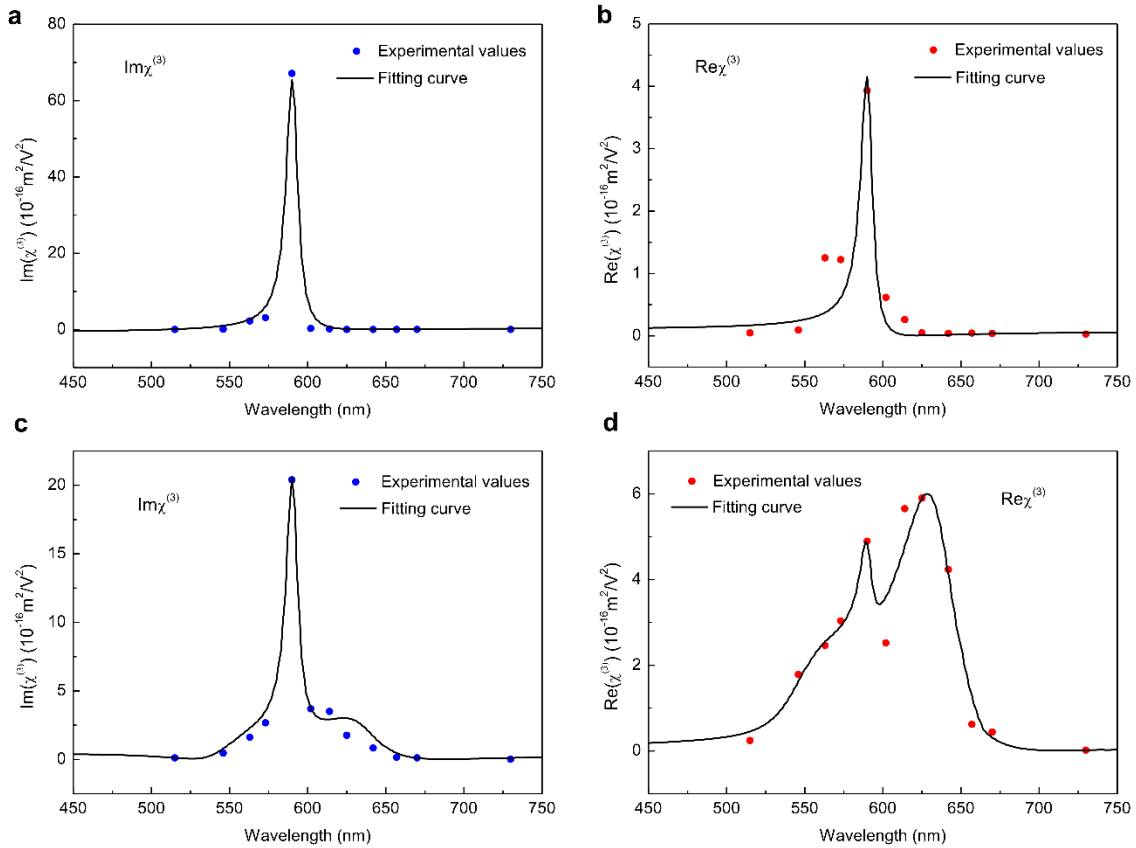 a
80
60
40
20
0
Imχ⁽³⁾
Experimental values
Fitting curve
Im(χ⁽³⁾) (10⁻¹⁶m²/V²)
450 500 550 600 650 700 750
Wavelength (nm)
b
5
4
3
2
1
0
Reχ⁽³⁾
Experimental values
Fitting curve
Re(χ⁽³⁾) (10⁻¹⁶m²/V²)
450 500 550 600 650 700 750
Wavelength (nm)
c
20
15
10
5
0
Imχ⁽³⁾
Experimental values
Fitting curve
Im(χ⁽³⁾) (10⁻¹⁶m²/V²)
450 500 550 600 650 700 750
Wavelength (nm)
d
6
4
2
0
Experimental values
Fitting curve
Reχ⁽³⁾
Re(χ⁽³⁾) (10⁻¹⁶m²/V²)
450 500 550 600 650 700 750
Wavelength (nm)